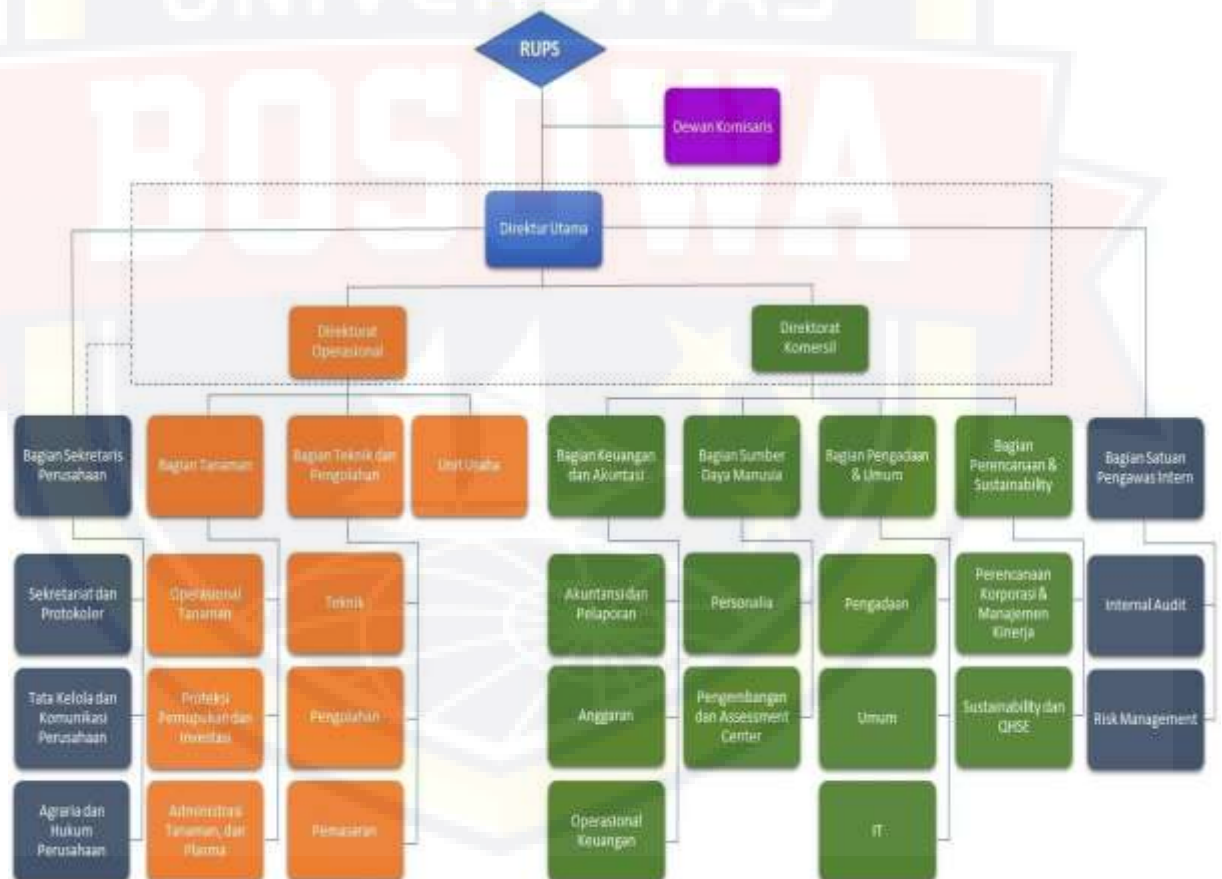 UNIVERSITAS
BOSOWA
RUPS
Dewan Komisaris
Direktur Utama
Direktorat
Operasional
Direktorat
Komersil
Bagian Sekretaris
Perusahaan
Bagian Tanaman
Bagian Teknik dan
Pengolahan
Unit Usaha
Bagian Keuangan
dan Akuntasi
Bagian Sumber
Daya Manusia
Bagian Pengadaan
& Umum
Bagian
Perencanaan &
Sustainability
Bagian Satuan
Pengawas Intern
Sekretariat dan
Protokoler
Operasional
Tanaman
Teknik
Akuntansi dan
Pelaporan
Personalia
Pengadaan
Perencanaan
Korporasi &
Manajemen
Kinerja
Internal Audit
Tata Kelola dan
Komunikasi
Perusahaan
Proteksi
Pemupukan dan
Investasi
Pengolahan
Anggaran
Pengembangan
dan Assessment
Center
Umum
Sustainability dan
QHSE
Risk Management
Agraria dan
Hukum
Perusahaan
Administrasi
Tanaman, dan
Plasma
Pemasaran
Operasional
Keuangan
IT